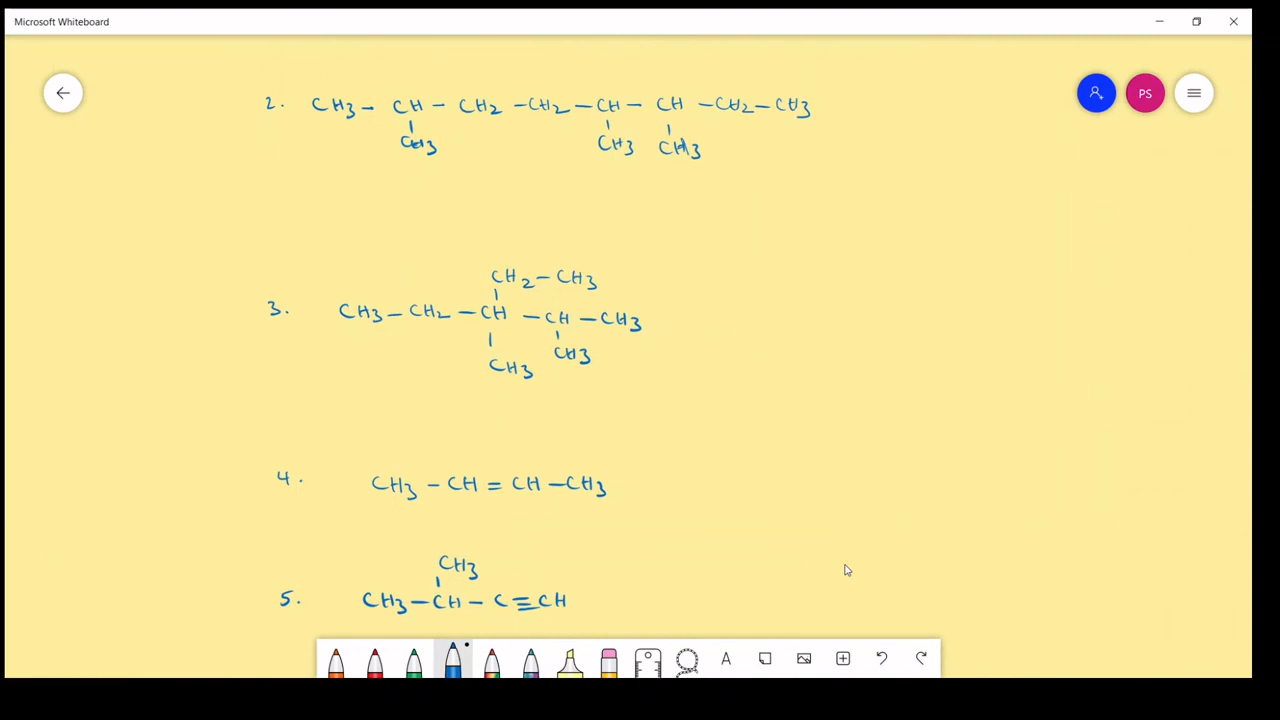 Microsoft Whiteboard
PS
2. CH3 - CH - CH2 - CH2 - CH - CH - CH2 - CH3
CH3 CH3 CH3
CH2 - CH3
3. CH3 - CH2 - CH - CH - CH3
CH3
CH3
4. CH3 - CH = CH - CH3
CH3
5. CH3 - CH - C ≡ CH
A